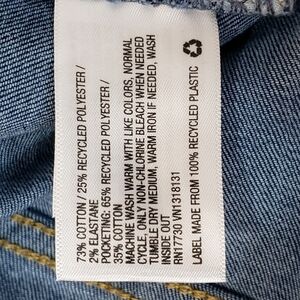 73% COTTON / 25% RECYCLED POLYESTER /
2% ELASTANE
POCKETING: 65% RECYCLED POLYESTER /
35% COTTON
MACHINE WASH WARM WITH LIKE COLORS, NORMAL
CYCLE, ONLY NON-CHLORINE BLEACH WHEN NEEDED
TUMBLE DRY MEDIUM, WARM IRON IF NEEDED, WASH
INSIDE OUT
RN17730 VN1318131
LABEL MADE FROM 100% RECYCLED PLASTIC